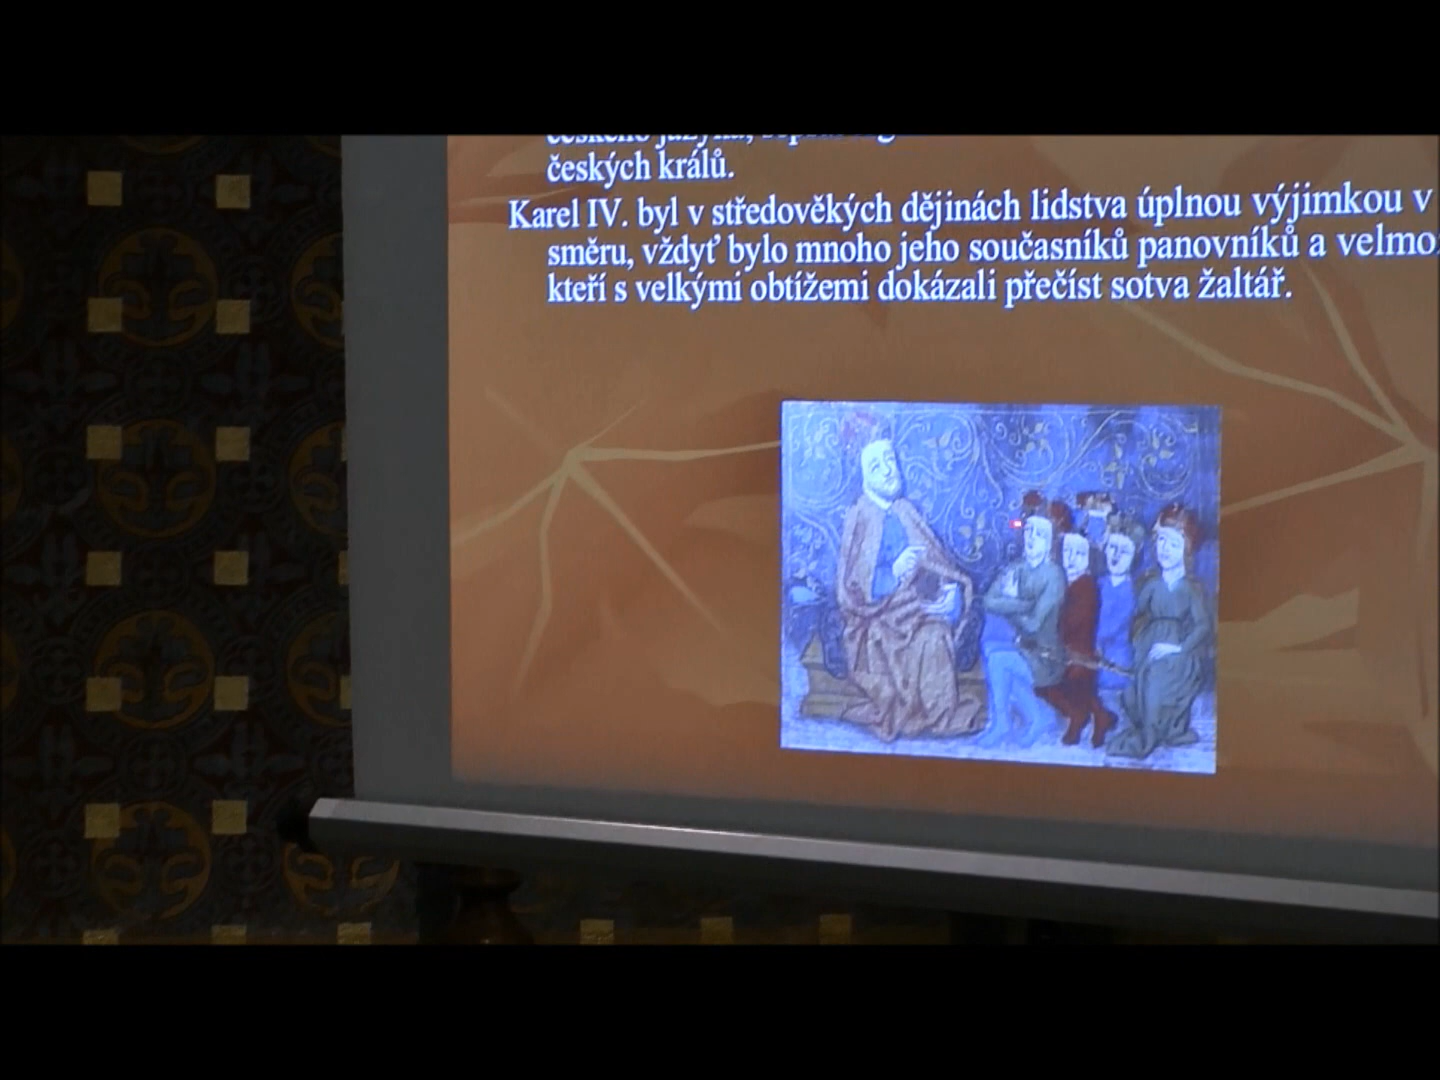 českých králů.
Karel IV. byl v středověkých dějinách lidstva úplnou výjimkou v
směru, vždyť bylo mnoho jeho současníků panovníků a
kteří s velkými obtížemi dokázali přečíst sotva žaltář.